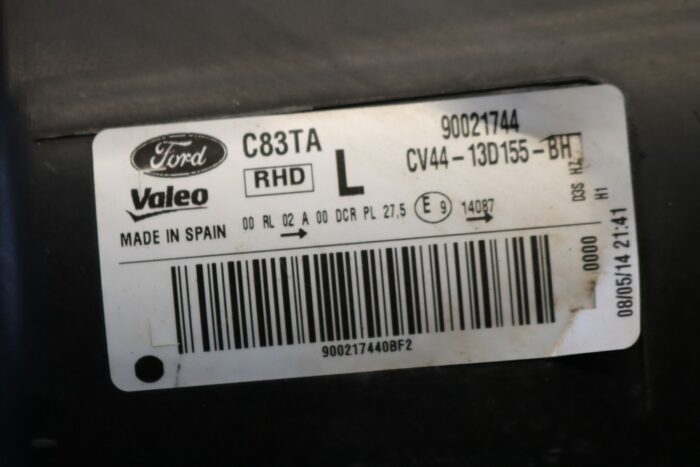 Ford C83TA 90021744
CV44-13D155-BH
RHD L
Valeo
00 RL 02 A 00 DCR PL 27,5 E 9 14087
MADE IN SPAIN
900217440BF2
D3S H7
H1
0000
08/05/14 21:41